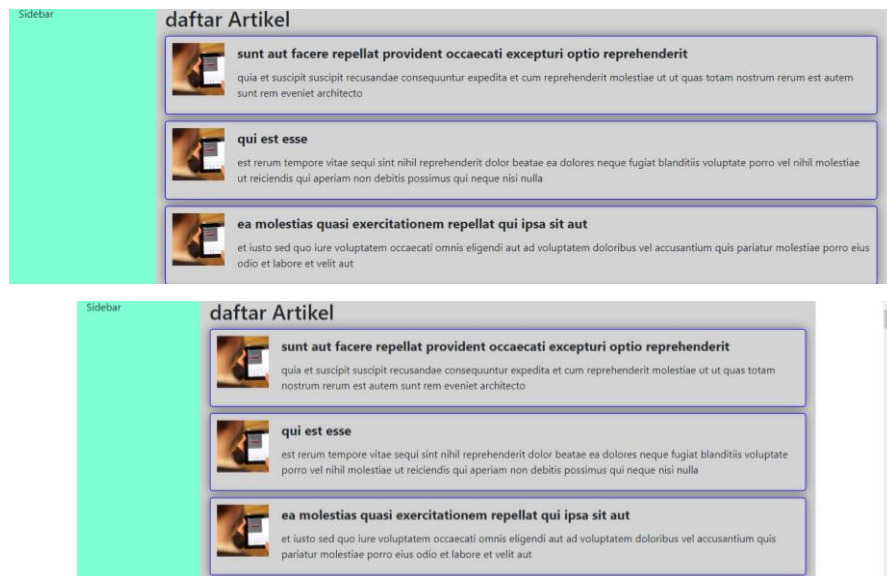 Sidebar
daftar Artikel
sunt aut facere repellat provident occaecati excepturi optio reprehenderit
quia et suscipit suscipit recusandae consequuntur expedita et cum reprehenderit molestiae ut ut quas totam nostrum rerum est autem
sunt rem eveniet architecto
qui est esse
est rerum tempore vitae sequi sint nihil reprehenderit dolor beatae ea dolores neque fugiat blanditiis voluptate porro vel nihil molestiae
ut reiciendis qui aperiam non debitis possimus qui neque nisi nulla
ea molestias quasi exercitationem repellat qui ipsa sit aut
et iusto sed quo iure voluptatem occaecati omnis eligendi aut ad voluptatem doloribus vel accusantium quis pariatur molestiae porro eius
odio et labore et velit aut
Sidebar
daftar Artikel
sunt aut facere repellat provident occaecati excepturi optio reprehenderit
quia et suscipit suscipit recusandae consequuntur expedita et cum reprehenderit molestiae ut ut quas totam
nostrum rerum est autem sunt rem eveniet architecto
qui est esse
est rerum tempore vitae sequi sint nihil reprehenderit dolor beatae ea dolores neque fugiat blanditiis voluptate
porro vel nihil molestiae ut reiciendis qui aperiam non debitis possimus qui neque nisi nulla
ea molestias quasi exercitationem repellat qui ipsa sit aut
et iusto sed quo iure voluptatem occaecati omnis eligendi aut ad voluptatem doloribus vel accusantium quis
pariatur molestiae porro eius odio et labore et velit aut